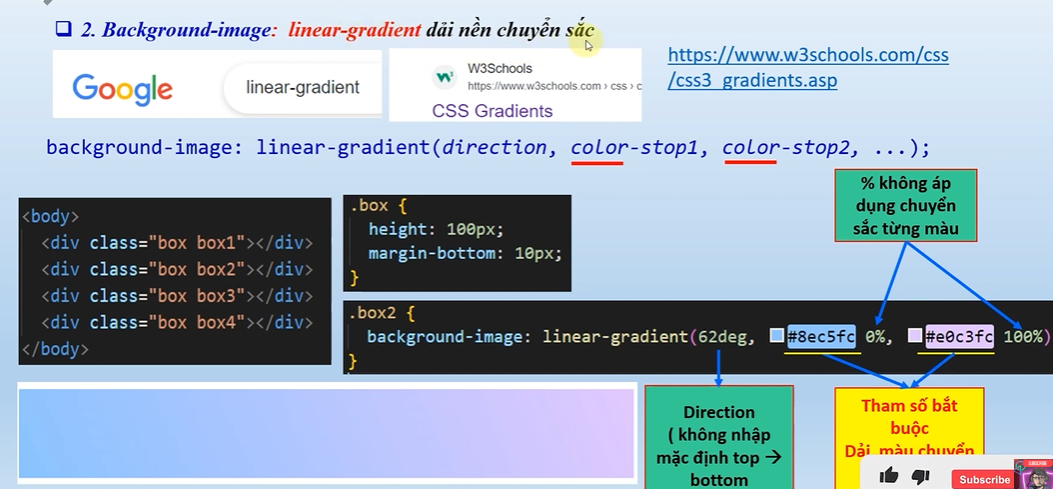 ❑ 2. Background-image: linear-gradient dải nền chuyển sắc
Google
linear-gradient
W3Schools
https://www.w3schools.com › css › c
CSS Gradients
https://www.w3schools.com/css
/css3_gradients.asp
background-image: linear-gradient(direction, color-stop1, color-stop2, ...);
% không áp
dụng chuyển
sắc từng màu
<body>
<div class="box box1"></div>
<div class="box box2"></div>
<div class="box box3"></div>
<div class="box box4"></div>
</body>
.box {
height: 100px;
margin-bottom: 10px;
}
.box2 {
background-image: linear-gradient(62deg, #8ec5fc 0%, #e0c3fc 100%)
}
Direction
( không nhập
mặc định top →
bottom
Tham số bắt
buộc
Dải màu chuyển
Subscribe